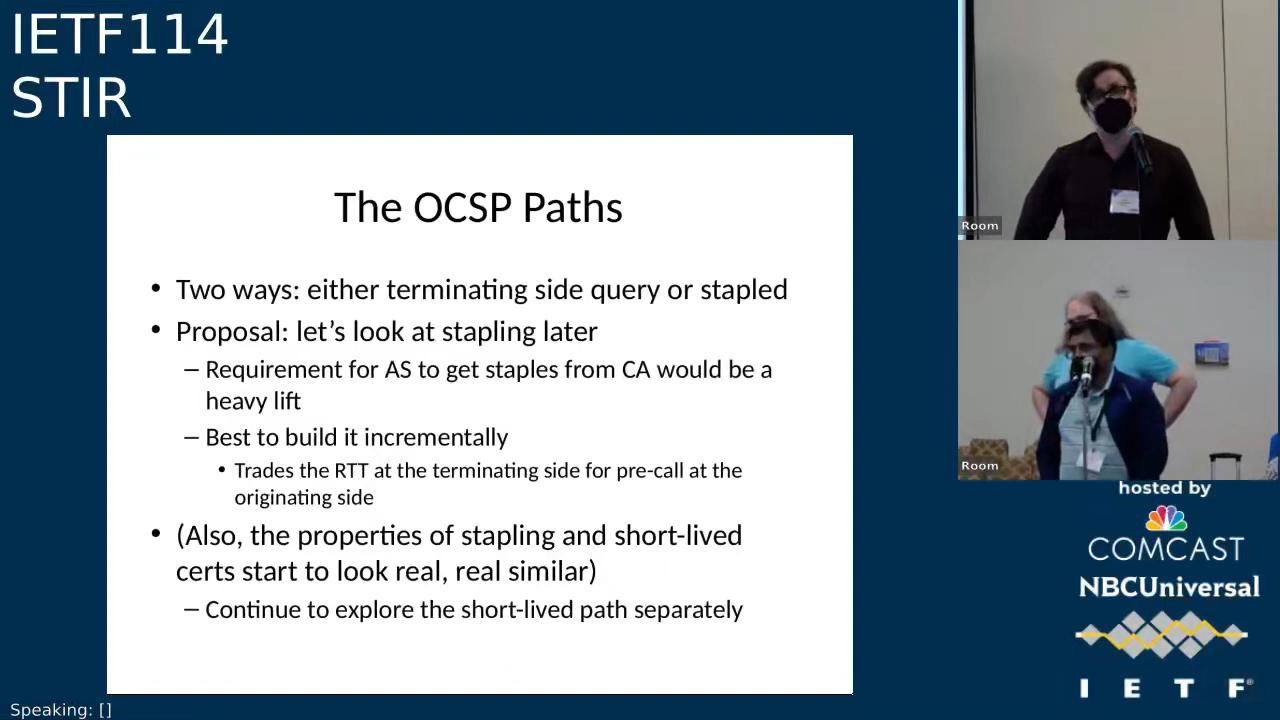 IETF114
STIR
The OCSP Paths
• Two ways: either terminating side query or stapled
• Proposal: let’s look at stapling later
– Requirement for AS to get staples from CA would be a
heavy lift
– Best to build it incrementally
• Trades the RTT at the terminating side for pre-call at the
originating side
• (Also, the properties of stapling and short-lived
certs start to look real, real similar)
– Continue to explore the short-lived path separately
Room
Room
hosted by
COMCAST
NBCUniversal
I E T F®
Speaking: []